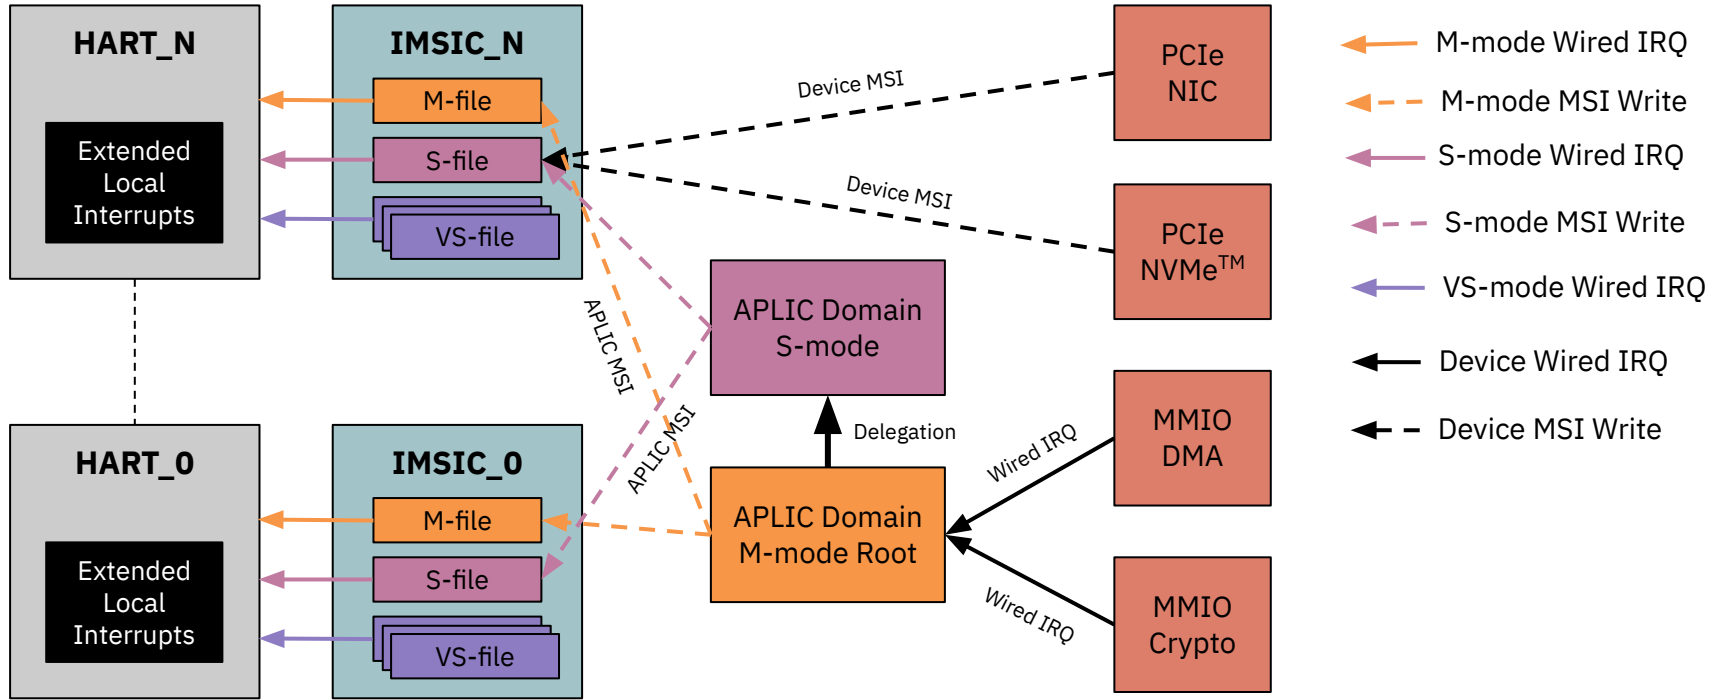 HART_N
Extended
Local
Interrupts
IMSIC_N
M-file
S-file
VS-file
Device MSI
Device MSI
PCIe
NIC
PCIe
NVMe™
APLIC Domain
S-mode
APLIC MSI
APLIC MSI
Delegation
HART_0
Extended
Local
Interrupts
IMSIC_0
M-file
S-file
VS-file
APLIC Domain
M-mode Root
Wired IRQ
Wired IRQ
MMIO
DMA
MMIO
Crypto
M-mode Wired IRQ
M-mode MSI Write
S-mode Wired IRQ
S-mode MSI Write
VS-mode Wired IRQ
Device Wired IRQ
Device MSI Write